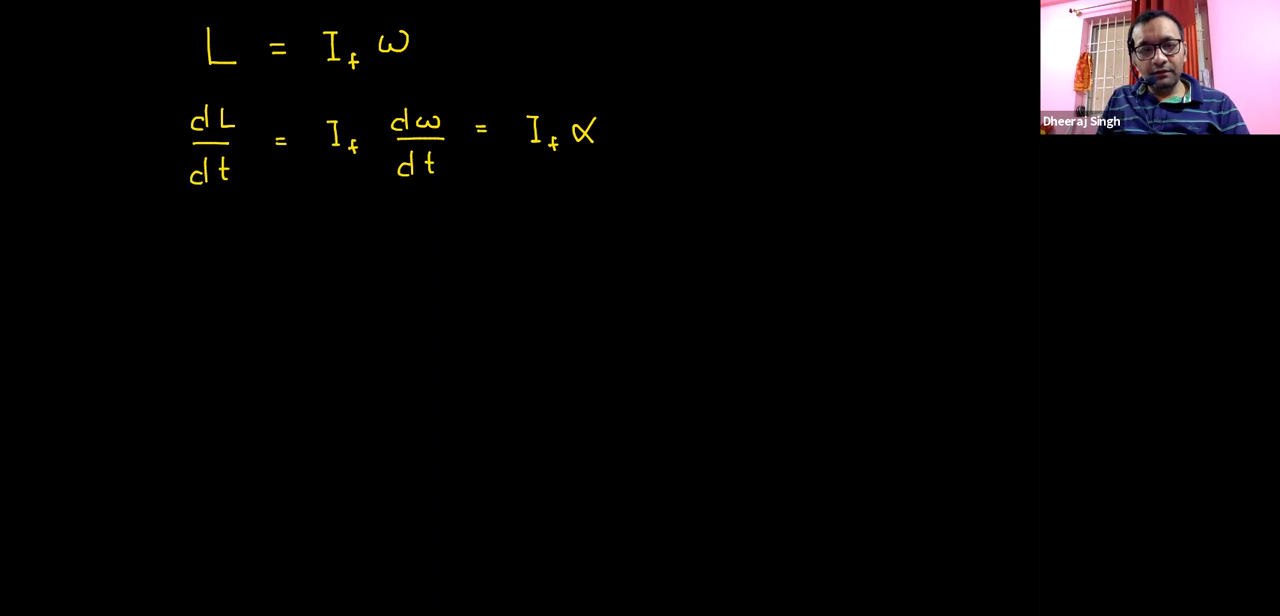 L = I_f ω
dL/dt = I_f dω/dt = I_f α
Dheeraj Singh